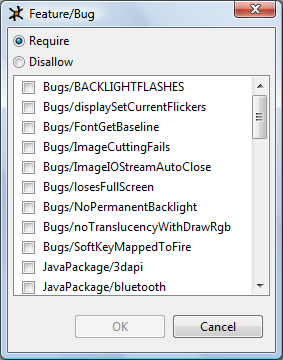 Feature/Bug
Require
Disallow
Bugs/BACKLIGHTFLASHES
Bugs/displaySetCurrentFlickers
Bugs/FontGetBaseline
Bugs/ImageCuttingFails
Bugs/ImageIOStreamAutoClose
Bugs/losesFullScreen
Bugs/NoPermanentBacklight
Bugs/noTranslucencyWithDrawRgb
Bugs/SoftKeyMappedToFire
JavaPackage/3dapi
JavaPackage/bluetooth
OK Cancel